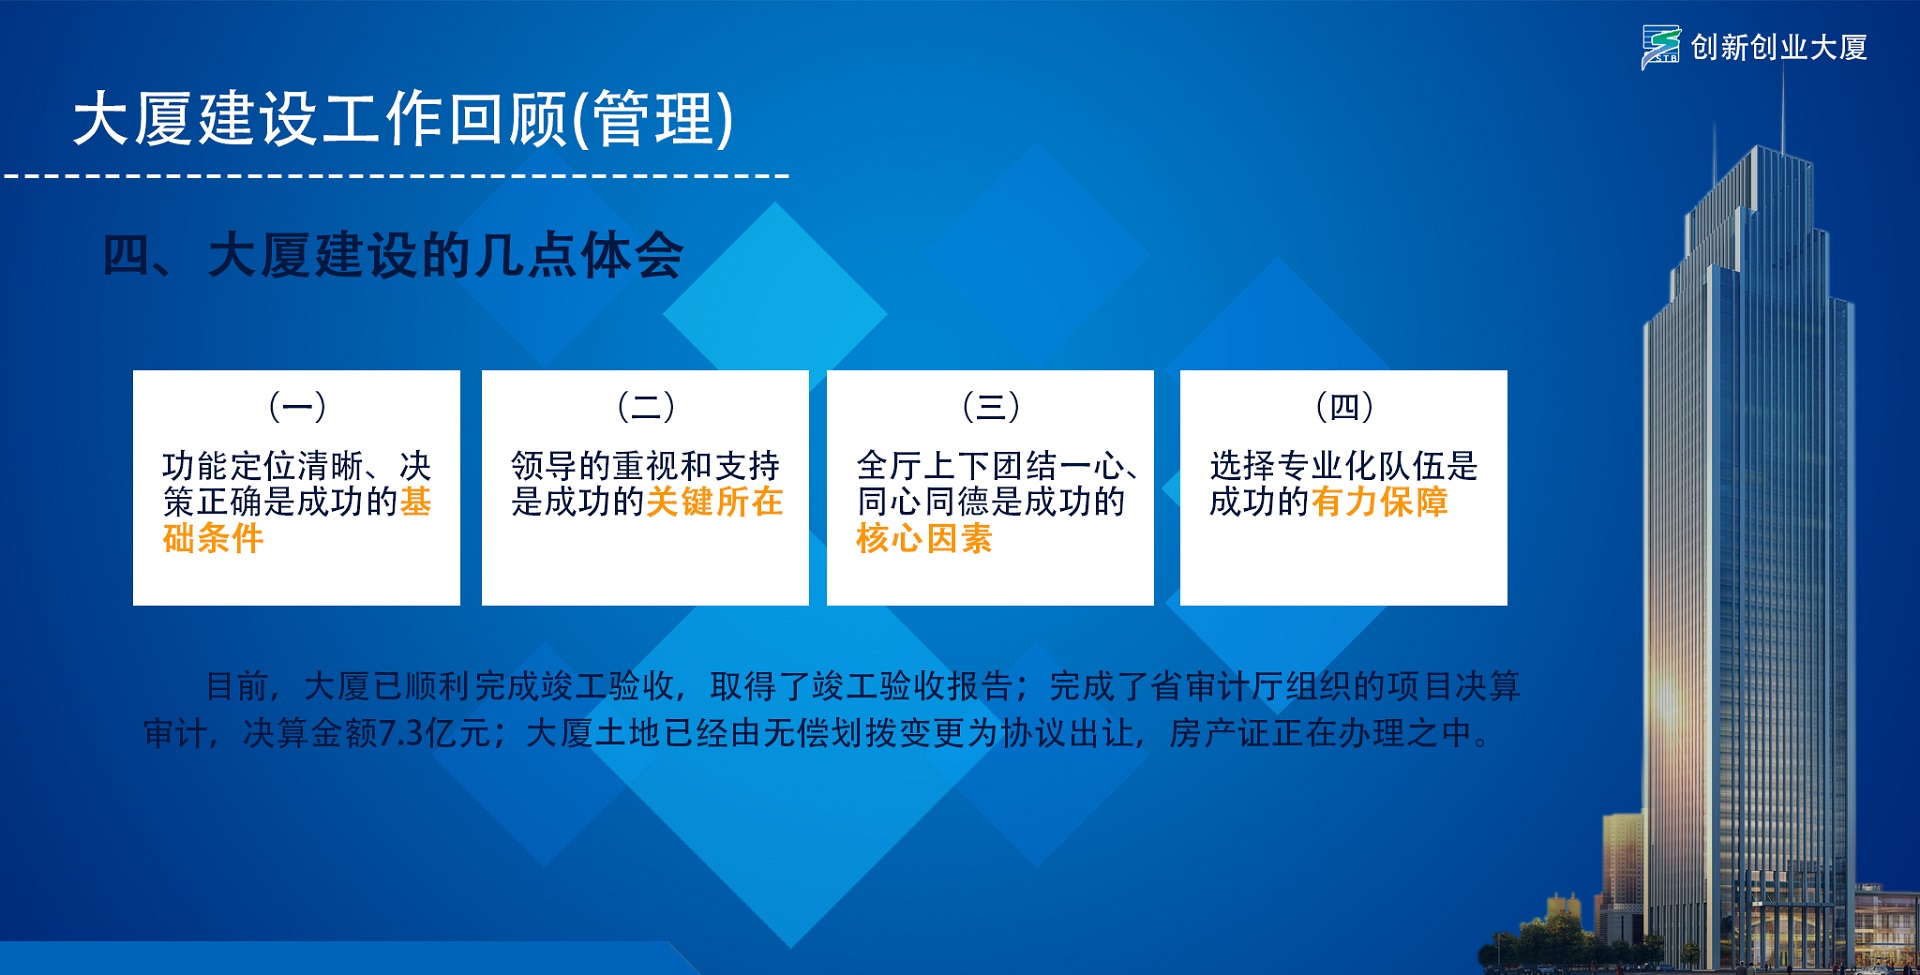 创新创业大厦
大厦建设工作回顾(管理)
四、大厦建设的几点体会
（一）
功能定位清晰、决
策正确是成功的基
础条件
（二）
领导的重视和支持
是成功的关键所在
（三）
全厅上下团结一心、
同心同德是成功的
核心因素
（四）
选择专业化队伍是
成功的有力保障
目前，大厦已顺利完成竣工验收，取得了竣工验收报告；完成了省审计厅组织的项目决算
审计，决算金额7.3亿元；大厦土地已经由无偿划拨变更为协议出让，房产证正在办理之中。